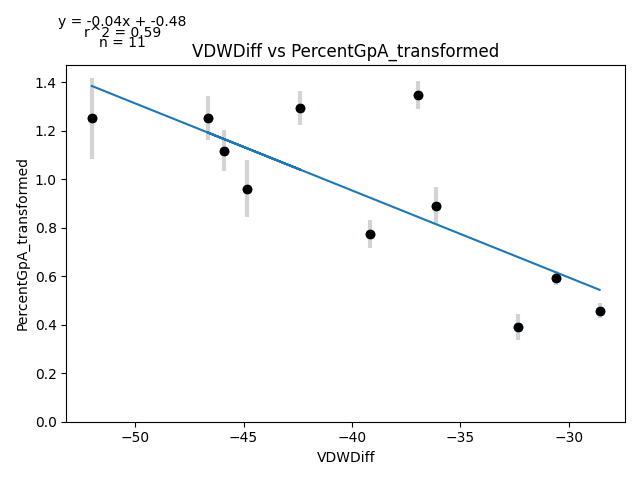 y = -0.04x + -0.48
r^2 = 0.59
n = 11
VDWDiff vs PercentGpA_transformed
PercentGpA_transformed
1.4
1.2
1.0
0.8
0.6
0.4
0.2
0.0
−50
−45
−40
−35
−30
VDWDiff